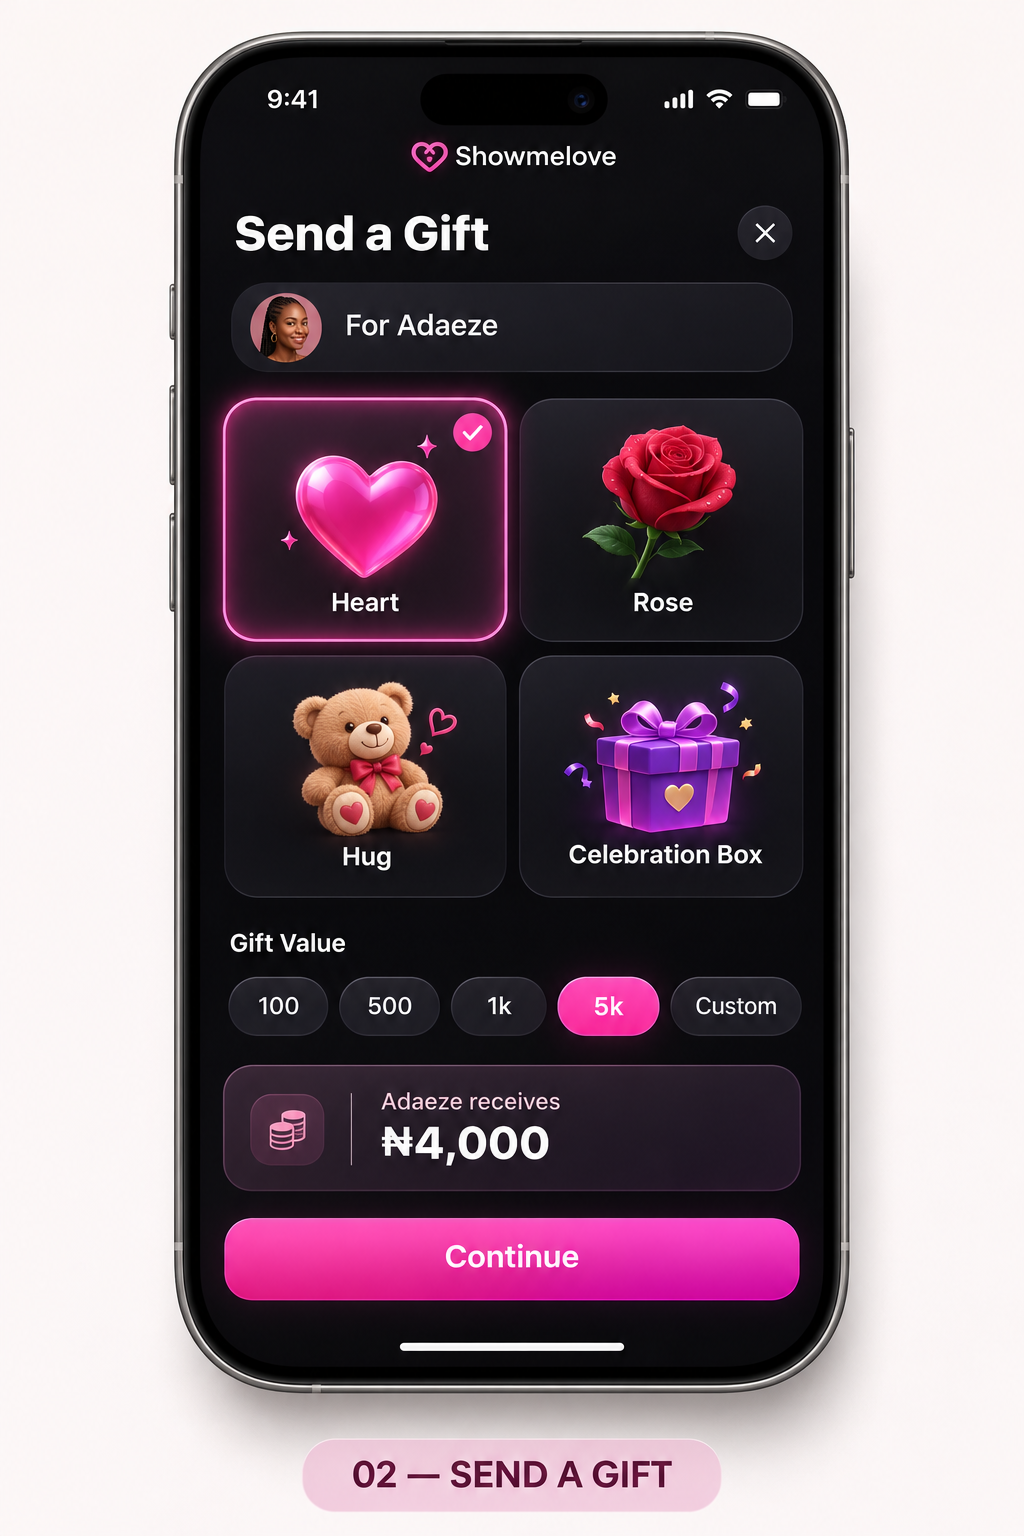 9:41
Showmelove
Send a Gift
For Adaeze
Heart
Rose
Hug
Celebration Box
Gift Value
100
500
1k
5k
Custom
Adaeze receives
₦4,000
Continue
02 — SEND A GIFT